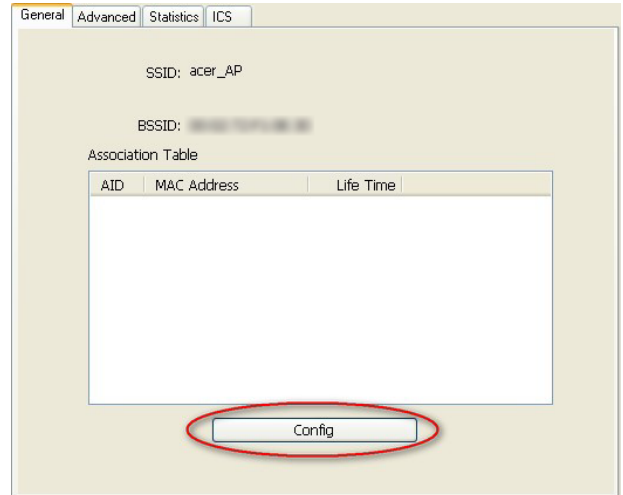 General Advanced Statistics ICS
SSID: acer_AP
BSSID:
Association Table
AID MAC Address Life Time
Config